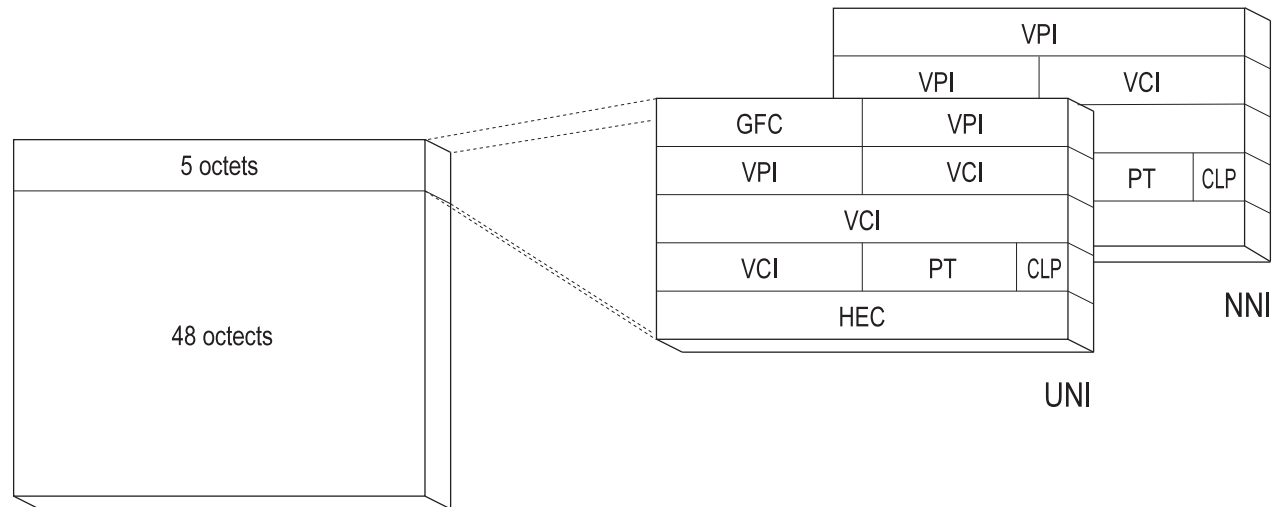 5 octets
48 octects
GFC VPI
VPI VCI
VCI
VCI PT CLP
HEC
UNI
VPI
VPI VCI
PT CLP
NNI